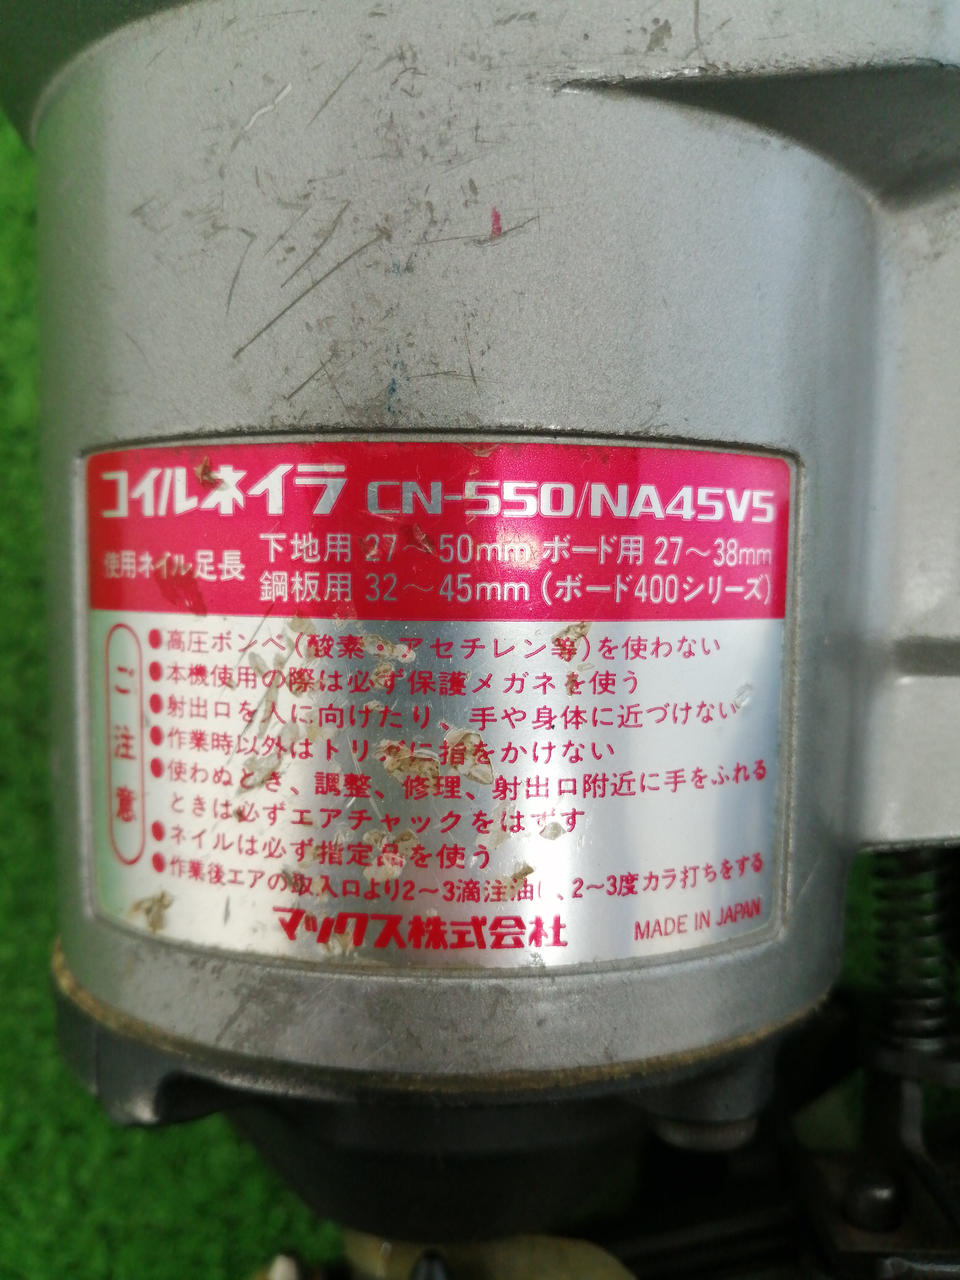 コイルネイラ CN-550/NA45V5
使用ネイル足長
下地用 27〜50mm ボード用 27〜38mm
鋼板用 32〜45mm (ボード400シリーズ)
ご注意
●高圧ボンベ(酸素・アセチレン等)を使わない
●本機使用の際は必ず保護メガネを使う
●射出口を人に向けたり、手や身体に近づけない
●作業時以外はトリガに指をかけない
●使わぬとき、調整、修理、射出口附近に手をふれる
ときは必ずエアチャックをはずす
●ネイルは必ず指定品を使う
●作業後エアの取入口より2〜3滴注油し、2〜3度カラ打ちをする
マックス株式会社
MADE IN JAPAN